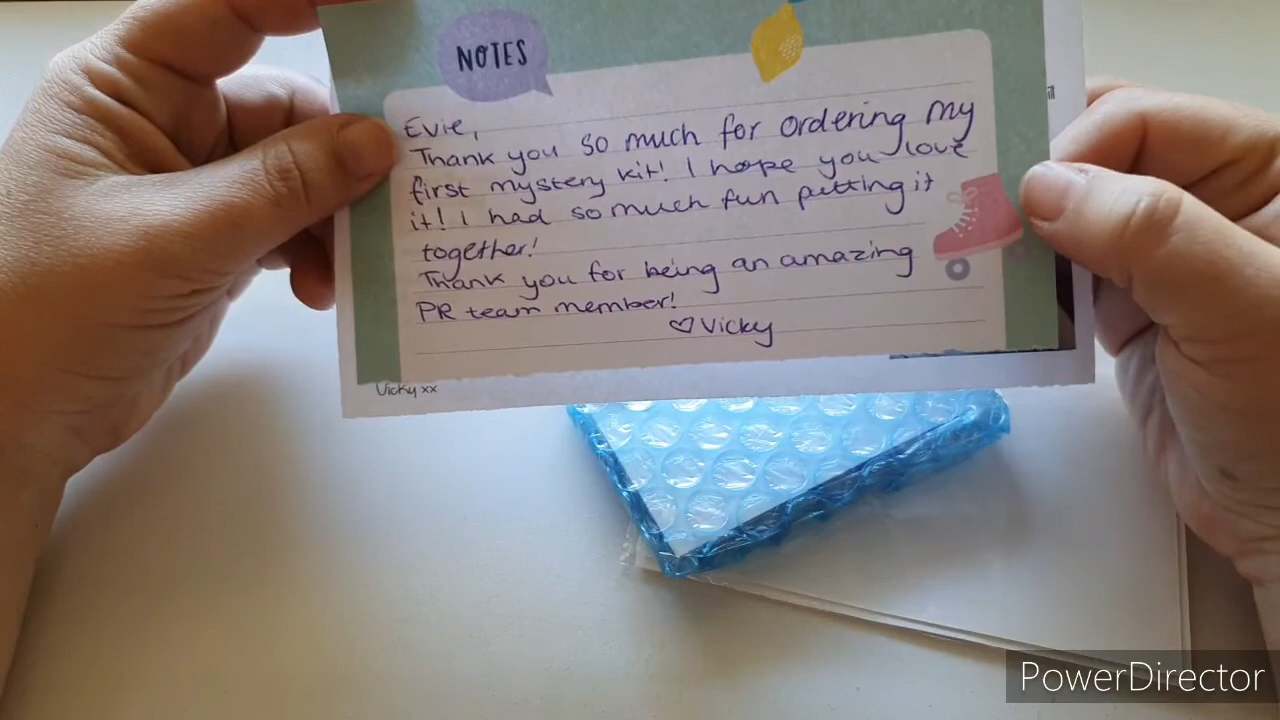 NOTES
Evie,
Thank you so much for ordering my
first mystery kit! I hope you love
it! I had so much fun putting it
together!
Thank you for being an amazing
PR team member!
♡ Vicky
Vicky xx
PowerDirector